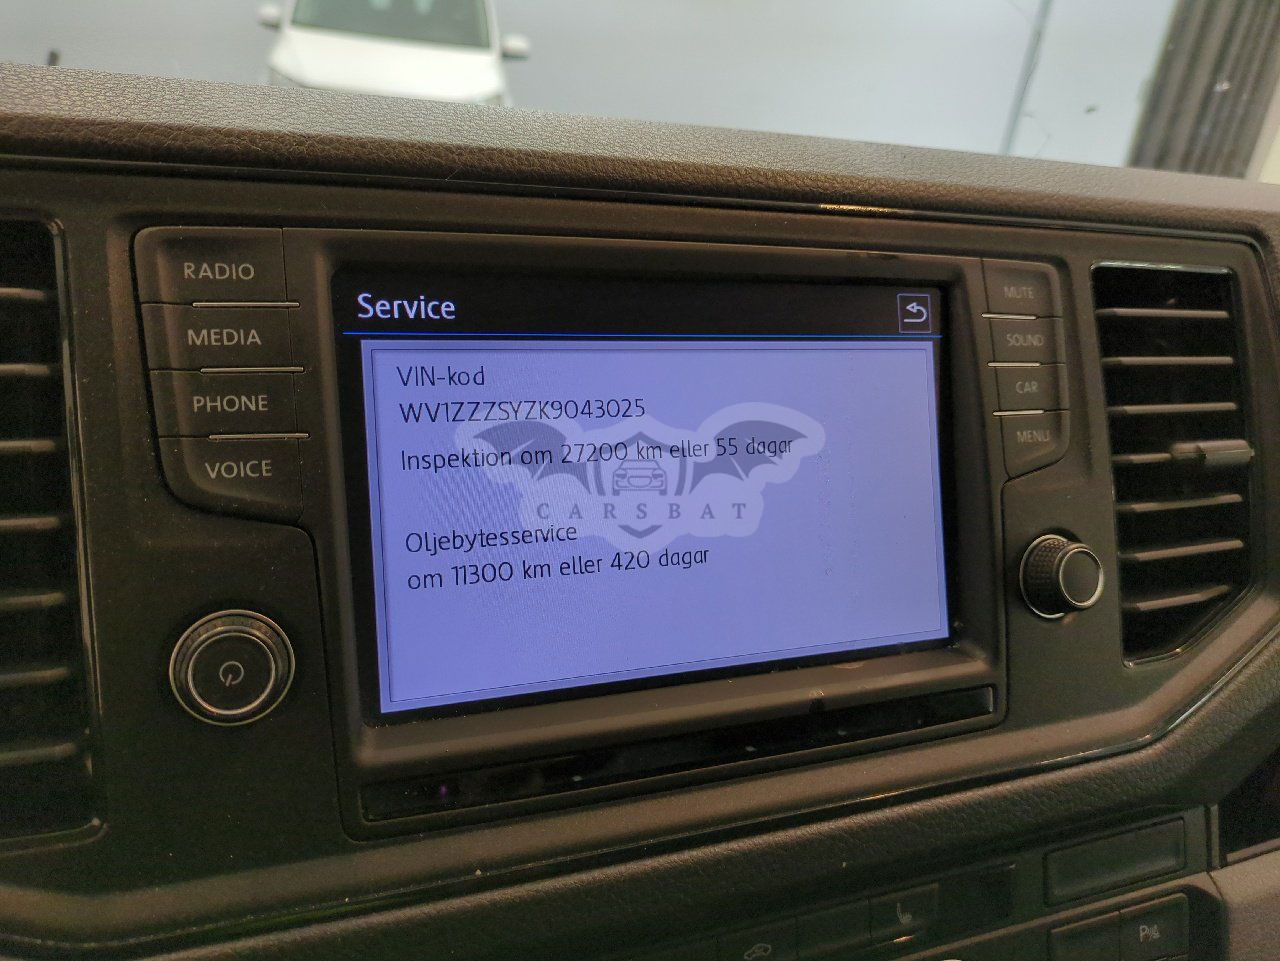 RADIO
MEDIA
PHONE
VOICE
Service
VIN-kod
WV1ZZZSYZK9043025
Inspektion om 27200 km eller 55 dagar
Oljebytesservice
om 11300 km eller 420 dagar
CARSBAT
MUTE
SOUND
CAR
MENU